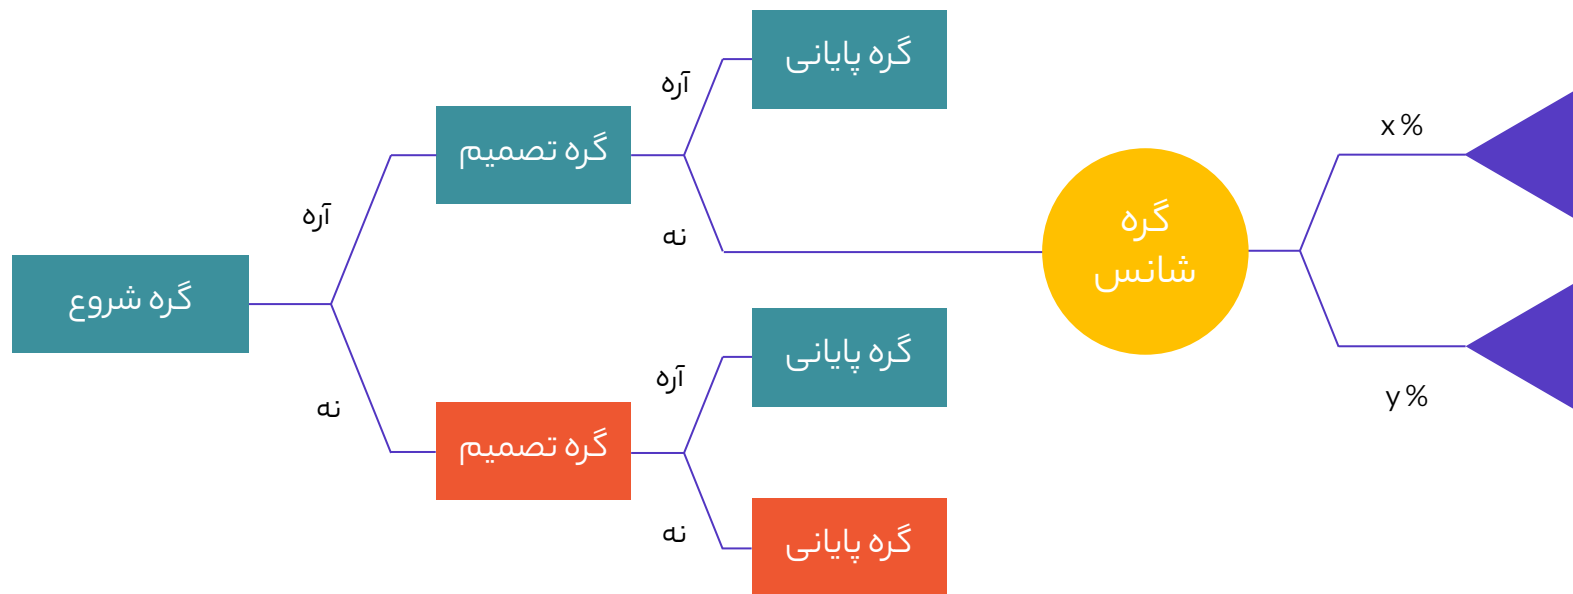 گره پایانی
آره
x %
گره تصمیم
گره
شانس
آره
نه
گره شروع
گره پایانی
آره
نه
y %
گره تصمیم
نه
گره پایانی